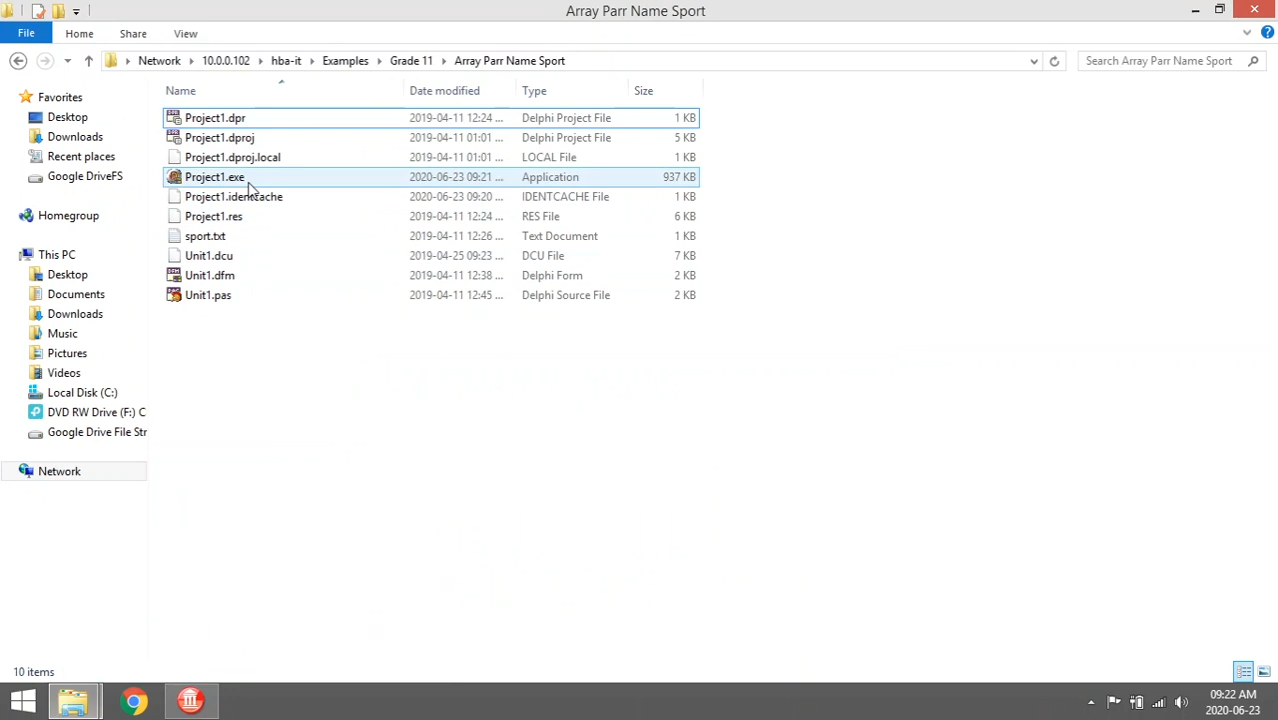 Array Parr Name Sport
File Home Share View
Network 10.0.0.102 hba-it Examples Grade 11 Array Parr Name Sport Search Array Parr Name Sport
Name Date modified Type Size
Favorites
Desktop
Downloads
Recent places
Google DriveFS
Homegroup
This PC
Desktop
Documents
Downloads
Music
Pictures
Videos
Local Disk (C:)
DVD RW Drive (F:) C
Google Drive File Str
Network
Project1.dpr 2019-04-11 12:24 ... Delphi Project File 1 KB
Project1.dproj 2019-04-11 01:01 ... Delphi Project File 5 KB
Project1.dproj.local 2019-04-11 01:01 ... LOCAL File 1 KB
Project1.exe 2020-06-23 09:21 ... Application 937 KB
Project1.identcache 2020-06-23 09:20 ... IDENTCACHE File 1 KB
Project1.res 2019-04-11 12:24 ... RES File 6 KB
sport.txt 2019-04-11 12:26 ... Text Document 1 KB
Unit1.dcu 2019-04-25 09:23 ... DCU File 7 KB
Unit1.dfm 2019-04-11 12:38 ... Delphi Form 2 KB
Unit1.pas 2019-04-11 12:45 ... Delphi Source File 2 KB
10 items
09:22 AM
2020-06-23